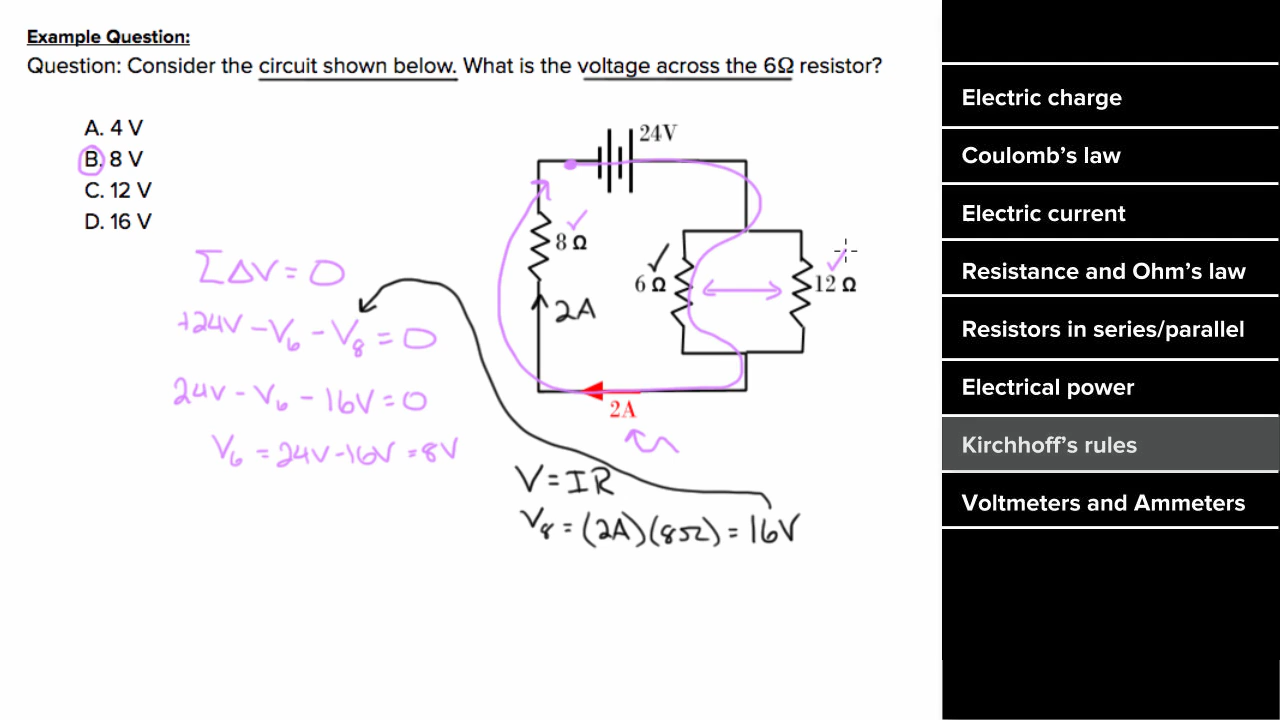 Example Question:
Question: Consider the circuit shown below. What is the voltage across the 6Ω resistor?
A. 4 V
B. 8 V
C. 12 V
D. 16 V
24V
8 Ω
6 Ω
12 Ω
2A
2A
ΣΔV = 0
+24V - V₆ - V₈ = 0
24V - V₆ - 16V = 0
V₆ = 24V - 16V = 8V
V = IR
V₈ = (2A)(8Ω) = 16V
Electric charge
Coulomb's law
Electric current
Resistance and Ohm's law
Resistors in series/parallel
Electrical power
Kirchhoff's rules
Voltmeters and Ammeters